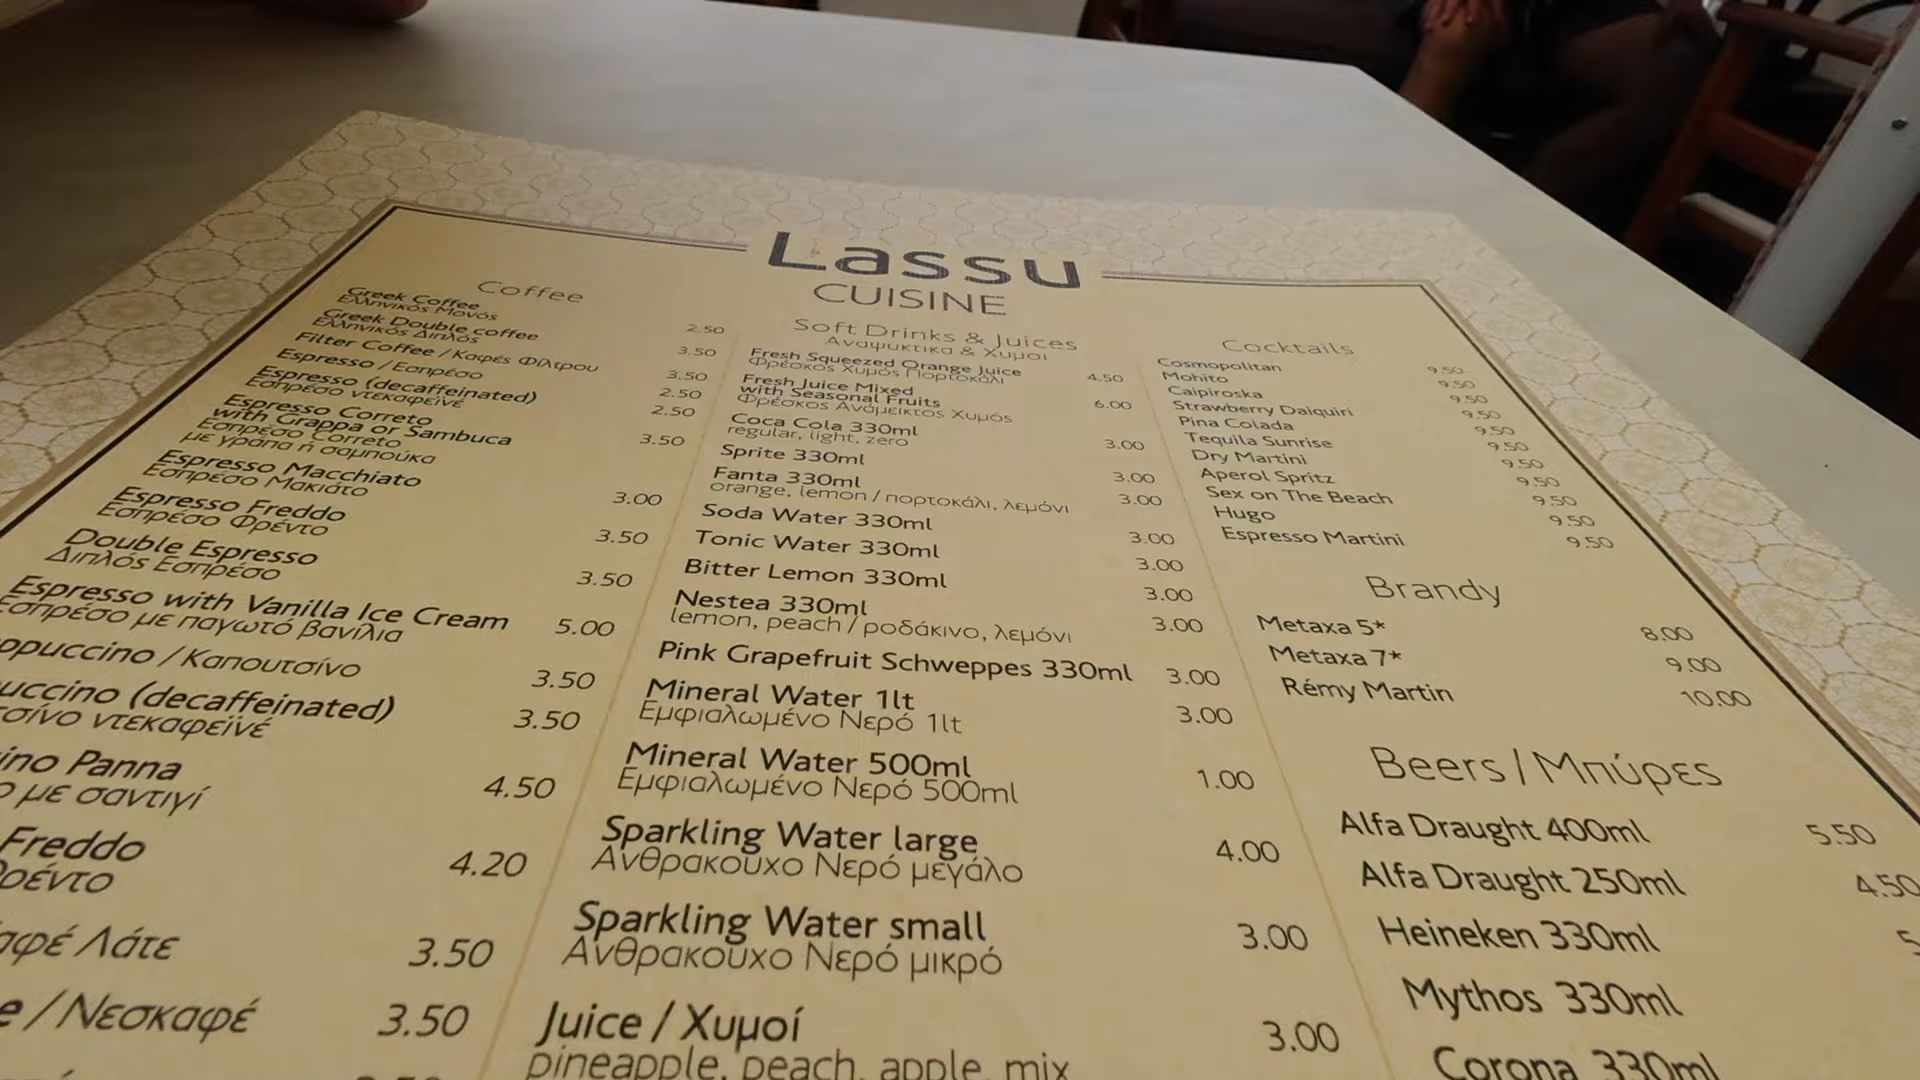 Lassu
CUISINE
Coffee
Greek Coffee
Ελληνικός Μονός 2.50
Greek Double coffee
Ελληνικός Διπλός 3.50
Filter Coffee / Καφές Φίλτρου 3.50
Espresso / Εσπρέσο 2.50
Espresso (decaffeinated) 2.50
Εσπρέσο ντεκαφεϊνέ
Espresso Correto 3.50
with Grappa or Sambuca
Εσπρέσο Correto
με γράπα ή σαμπούκα
Espresso Macchiato 3.00
Εσπρέσο Μακιάτο
Espresso Freddo 3.50
Εσπρέσο Φρέντο
Double Espresso 3.50
Διπλός Εσπρέσο
Espresso with Vanilla Ice Cream 5.00
Εσπρέσο με παγωτό βανίλια
ppuccino / Καπουτσίνο 3.50
uccino (decaffeinated) 3.50
τσίνο ντεκαφεϊνέ
ino Panna 4.50
ο με σαντιγί
Freddo 4.20
ρέντο
αφέ Λάτε 3.50
e / Νεσκαφέ 3.50
Soft Drinks & Juices
Αναψυκτικα & Χυμοι
Fresh Squeezed Orange Juice 4.50
Φρέσκος Χυμός Πορτοκάλι
Fresh Juice Mixed
with Seasonal Fruits 6.00
Φρέσκος Ανάμεικτος Χυμός
Coca Cola 330ml 3.00
regular, light, zero
Sprite 330ml 3.00
Fanta 330ml 3.00
orange, lemon / πορτοκάλι, λεμόνι
Soda Water 330ml 3.00
Tonic Water 330ml 3.00
Bitter Lemon 330ml 3.00
Nestea 330ml 3.00
lemon, peach / ροδάκινο, λεμόνι
Pink Grapefruit Schweppes 330ml 3.00
Mineral Water 1lt 3.00
Εμφιαλωμένο Νερό 1lt
Mineral Water 500ml 1.00
Εμφιαλωμένο Νερό 500ml
Sparkling Water large 4.00
Ανθρακούχο Νερό μεγάλο
Sparkling Water small 3.00
Ανθρακούχο Νερό μικρό
Juice / Χυμοί 3.00
pineapple, peach, apple, mix
Cocktails
Cosmopolitan 9.50
Mohito 9.50
Caipiroska 9.50
Strawberry Daiquiri 9.50
Pina Colada 9.50
Tequila Sunrise 9.50
Dry Martini 9.50
Aperol Spritz 9.50
Sex on The Beach 9.50
Hugo 9.50
Espresso Martini 9.50
Brandy
Metaxa 5* 8.00
Metaxa 7* 9.00
Rémy Martin 10.00
Beers / Μπύρες
Alfa Draught 400ml 5.50
Alfa Draught 250ml 4.50
Heineken 330ml 5
Mythos 330ml
Corona 330ml